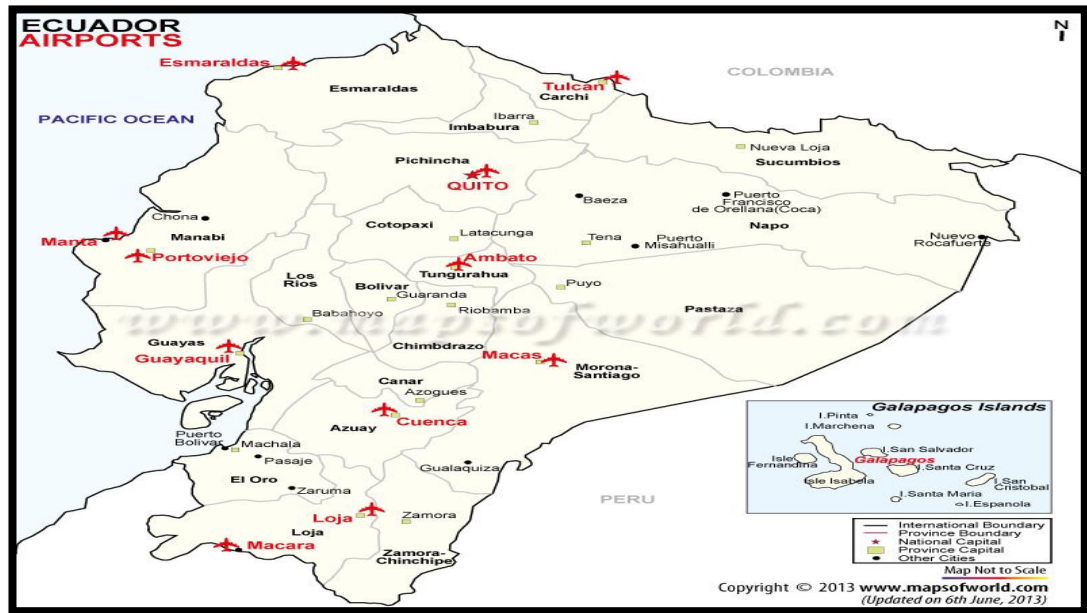 ECUADOR
AIRPORTS
N
Esmaraldas
Esmaraldas
Tulcan
Carchi
COLOMBIA
PACIFIC OCEAN
Ibarra
Imbabura
Nueva Loja
Sucumbios
Pichincha
QUITO
Baeza
Puerto
Francisco
de Orellana(Coca)
Napo
Chona
Manta
Manabi
Portoviejo
Cotopaxi
Latacunga
Tena
Puerto
Misahualli
Nuevo
Rocafuerte
Ambato
Tungurahua
Los
Rios
Bolivar
Guaranda
Riobamba
Puyo
Pastaza
Babahoyo
www.mapsofworld.com
Guayas
Guayaquil
Chimbdrazo
Macas
Morona-
Santiago
Canar
Azogues
Cuenca
Azuay
Puerto
Bolivar
Machala
Pasaje
El Oro
Zaruma
Gualaquiza
PERU
Loja
Loja
Zamora
Macara
Zamora-
Chinchipe
Galapagos Islands
I.Pinta
I.Marchena
I.San Salvador
Isle
Fernandina
Galapagos
I.Santa Cruz
Isle Isabela
I.San
Cristobal
I.Santa Maria
I.Espanola
International Boundary
Province Boundary
National Capital
Province Capital
Other Cities
Map Not to Scale
Copyright © 2013 www.mapsofworld.com
(Updated on 6th June, 2013)